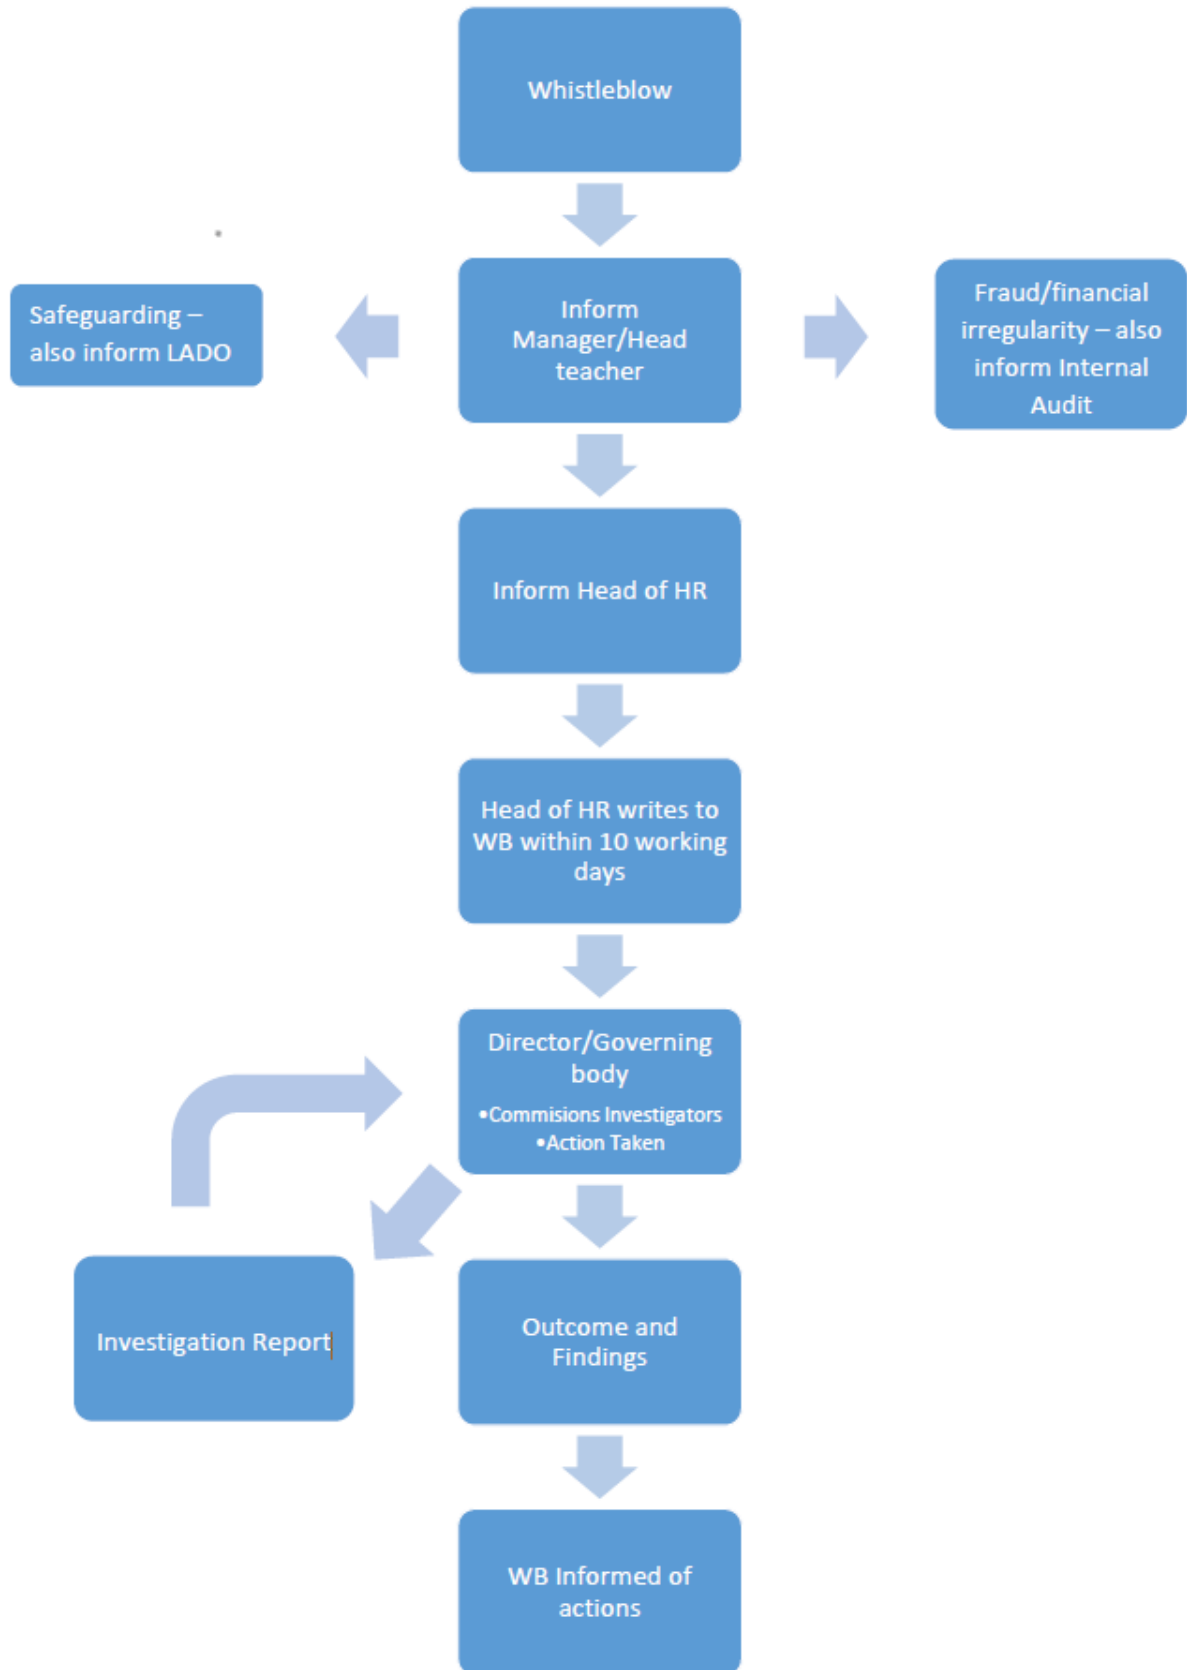 Whistleblow
Safeguarding –
also inform LADO
Inform
Manager/Head
teacher
Fraud/financial
irregularity – also
inform Internal
Audit
Inform Head of HR
Head of HR writes to
WB within 10 working
days
Director/Governing
body
•Commisions Investigators
•Action Taken
Investigation Report
Outcome and
Findings
WB Informed of
actions